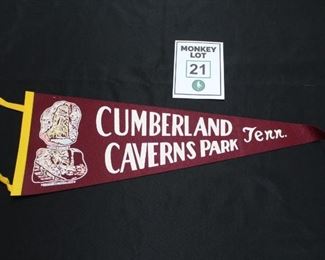 MONKEY
LOT
21
CUMBERLAND
CAVERNS PARK
Tenn.